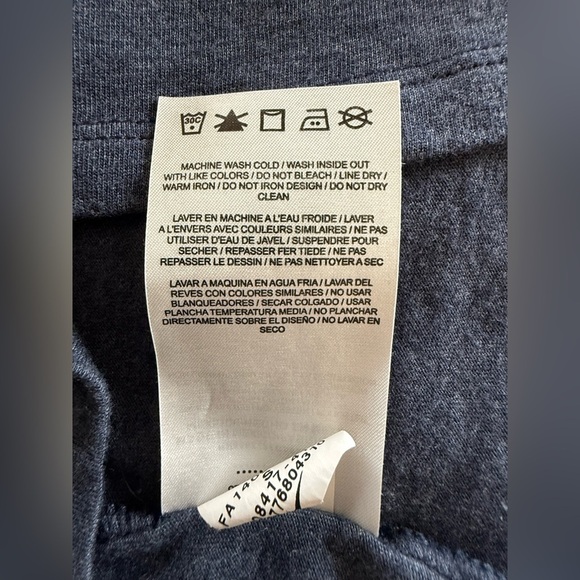 30C
MACHINE WASH COLD / WASH INSIDE OUT
WITH LIKE COLORS / DO NOT BLEACH / LINE DRY /
WARM IRON / DO NOT IRON DESIGN / DO NOT DRY
CLEAN
LAVER EN MACHINE A L'EAU FROIDE / LAVER
A L'ENVERS AVEC COULEURS SIMILAIRES / NE PAS
UTILISER D'EAU DE JAVEL / SUSPENDRE POUR
SECHER / REPASSER FER TIEDE / NE PAS
REPASSER LE DESSIN / NE PAS NETTOYER A SEC
LAVAR A MAQUINA EN AGUA FRIA / LAVAR DEL
REVES CON COLORES SIMILARES / NO USAR
BLANQUEADORES / SECAR COLGADO / USAR
PLANCHA TEMPERATURA MEDIA / NO PLANCHAR
DIRECTAMENTE SOBRE EL DISEÑO / NO LAVAR EN
SECO